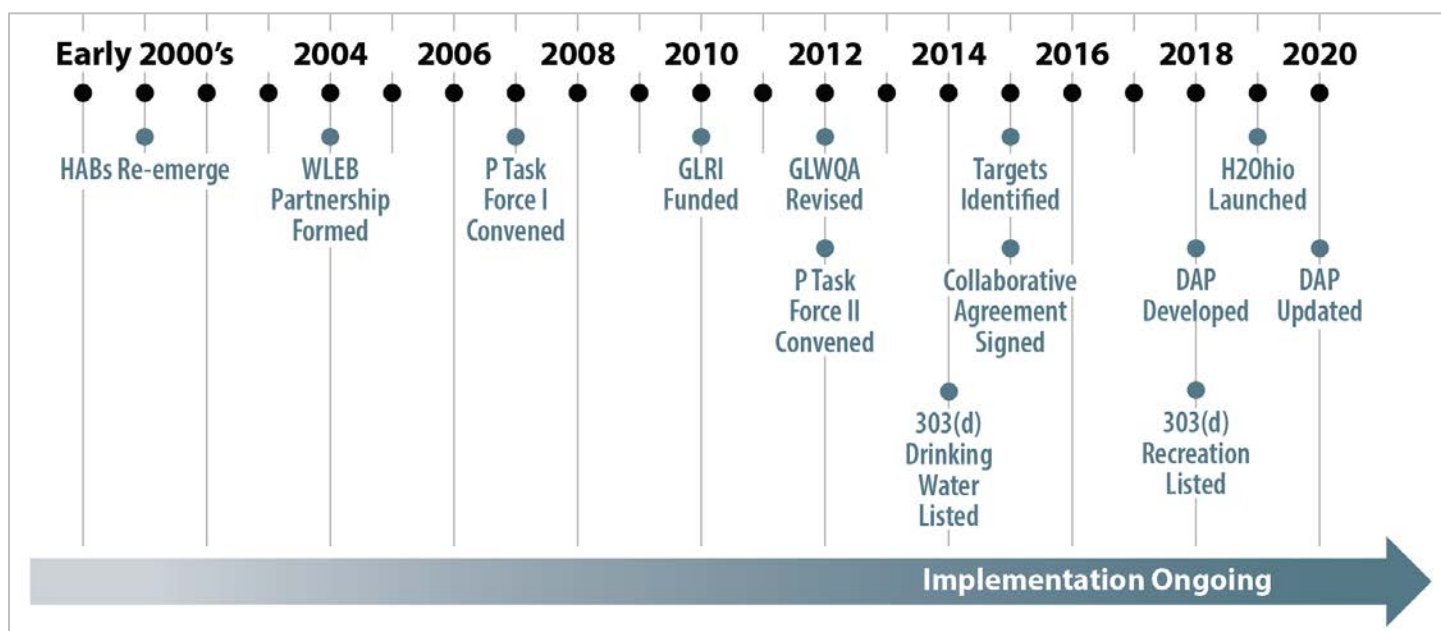 Early 2000's 2004 2006 2008 2010 2012 2014 2016 2018 2020
HABs Re-emerge
WLEB
Partnership
Formed
P Task
Force I
Convened
GLRI
Funded
GLWQA
Revised
P Task
Force II
Convened
303(d)
Drinking
Water
Listed
Targets
Identified
Collaborative
Agreement
Signed
DAP
Developed
303(d)
Recreation
Listed
H2Ohio
Launched
DAP
Updated
Implementation Ongoing